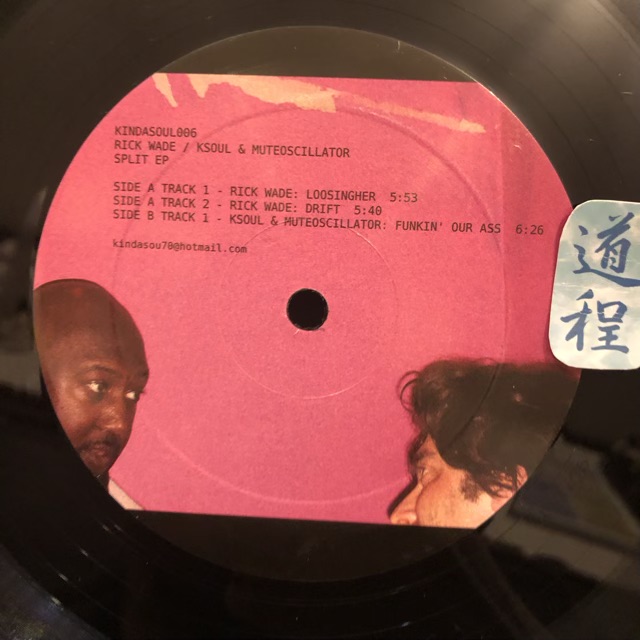 KINDASOUL006
RICK WADE / KSOUL & MUTEOSCILLATOR
SPLIT EP
SIDE A TRACK 1 - RICK WADE: LOOSINGHER 5:53
SIDE A TRACK 2 - RICK WADE: DRIFT 5:40
SIDE B TRACK 1 - KSOUL & MUTEOSCILLATOR: FUNKIN' OUR ASS 6:26
kindasou70@hotmail.com
道程